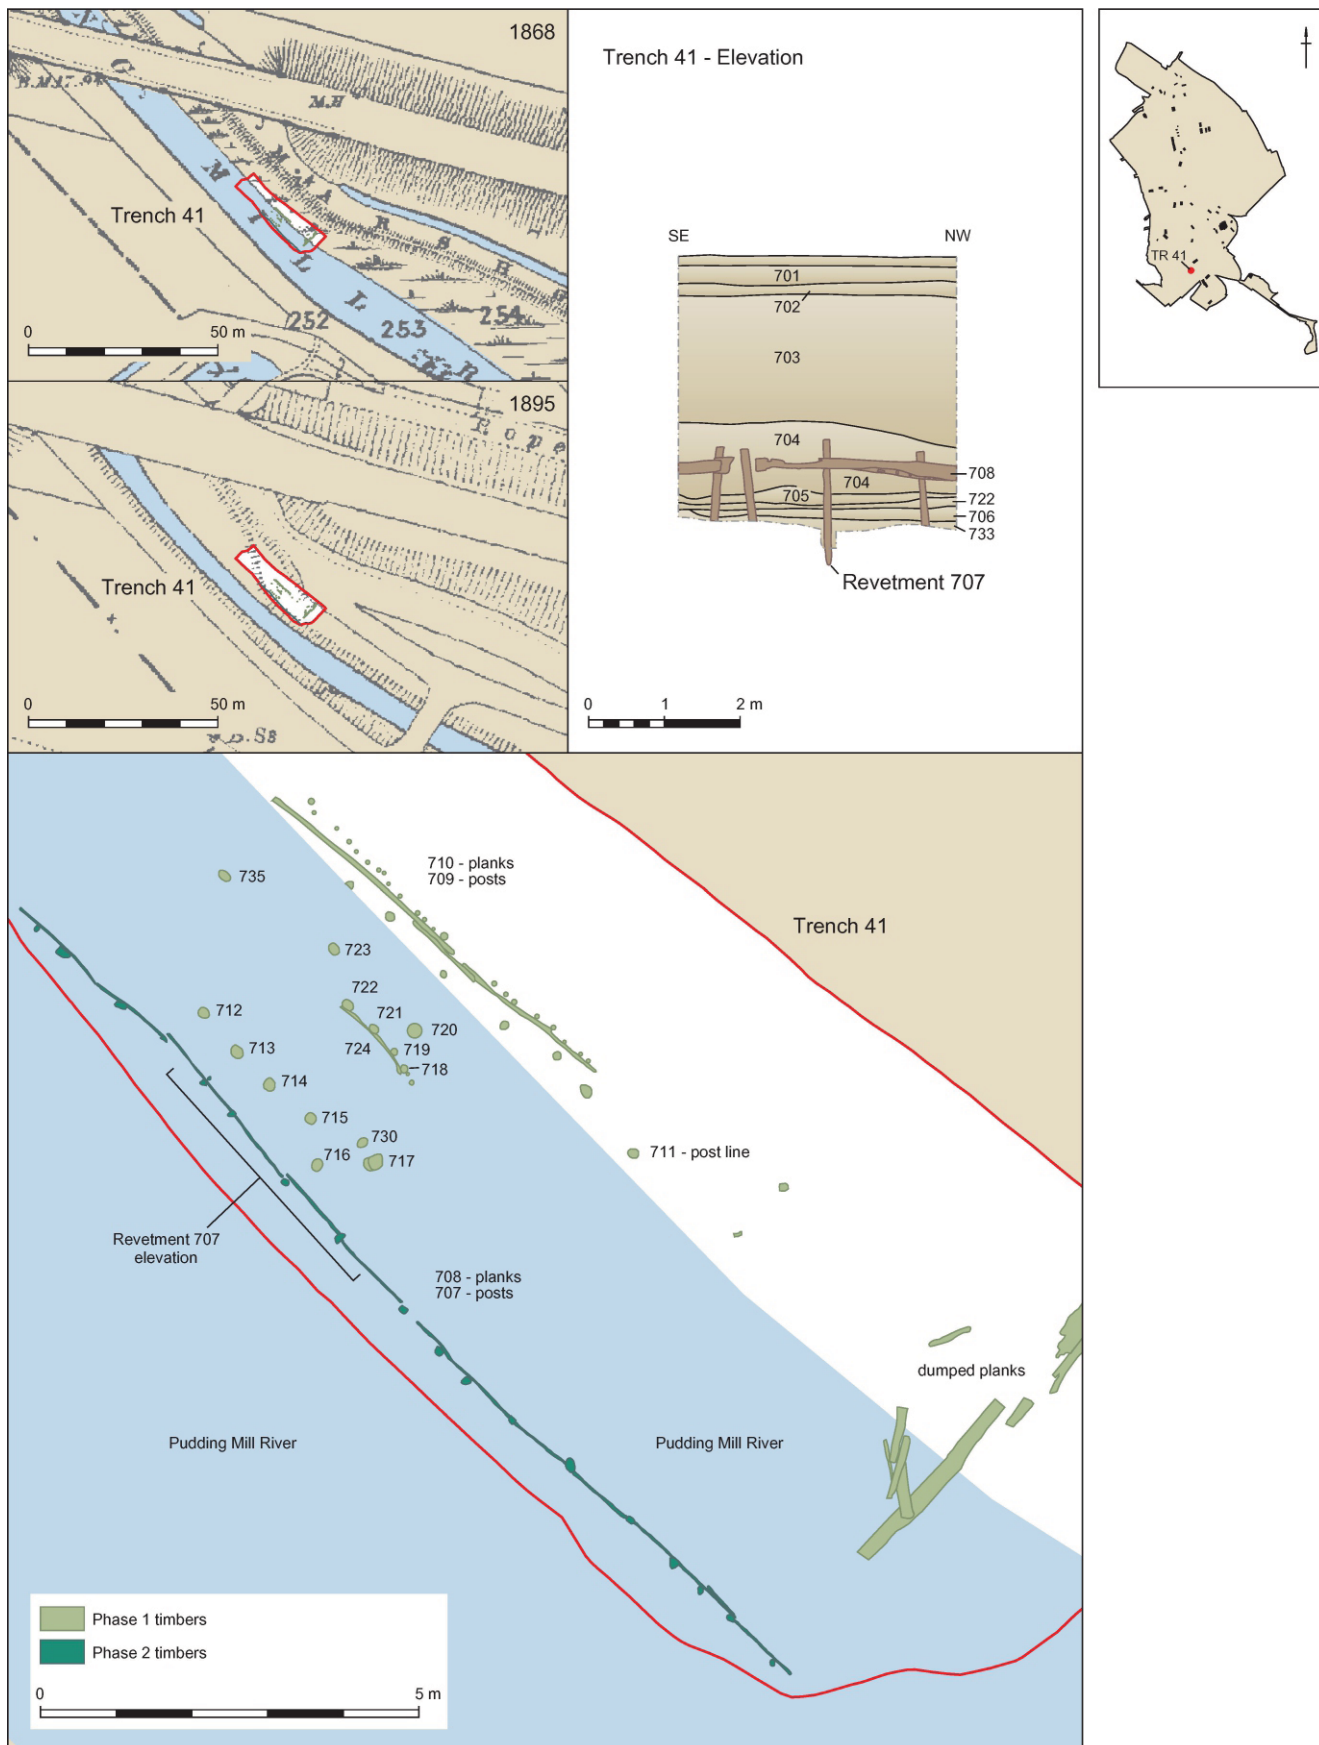 1868
B.M.17.9
M.H
M A R S H
M I L L R
Trench 41
252
253
254
0
50 m
1895
Rope
Trench 41
0
50 m
Trench 41 - Elevation
SE
NW
701
702
703
704
704
705
708
722
706
733
Revetment 707
0
1
2 m
TR 41
710 - planks
709 - posts
735
Trench 41
723
722
712
721
720
724
719
713
718
714
715
730
716
717
711 - post line
Revetment 707
elevation
708 - planks
707 - posts
dumped planks
Pudding Mill River
Pudding Mill River
Phase 1 timbers
Phase 2 timbers
0
5 m